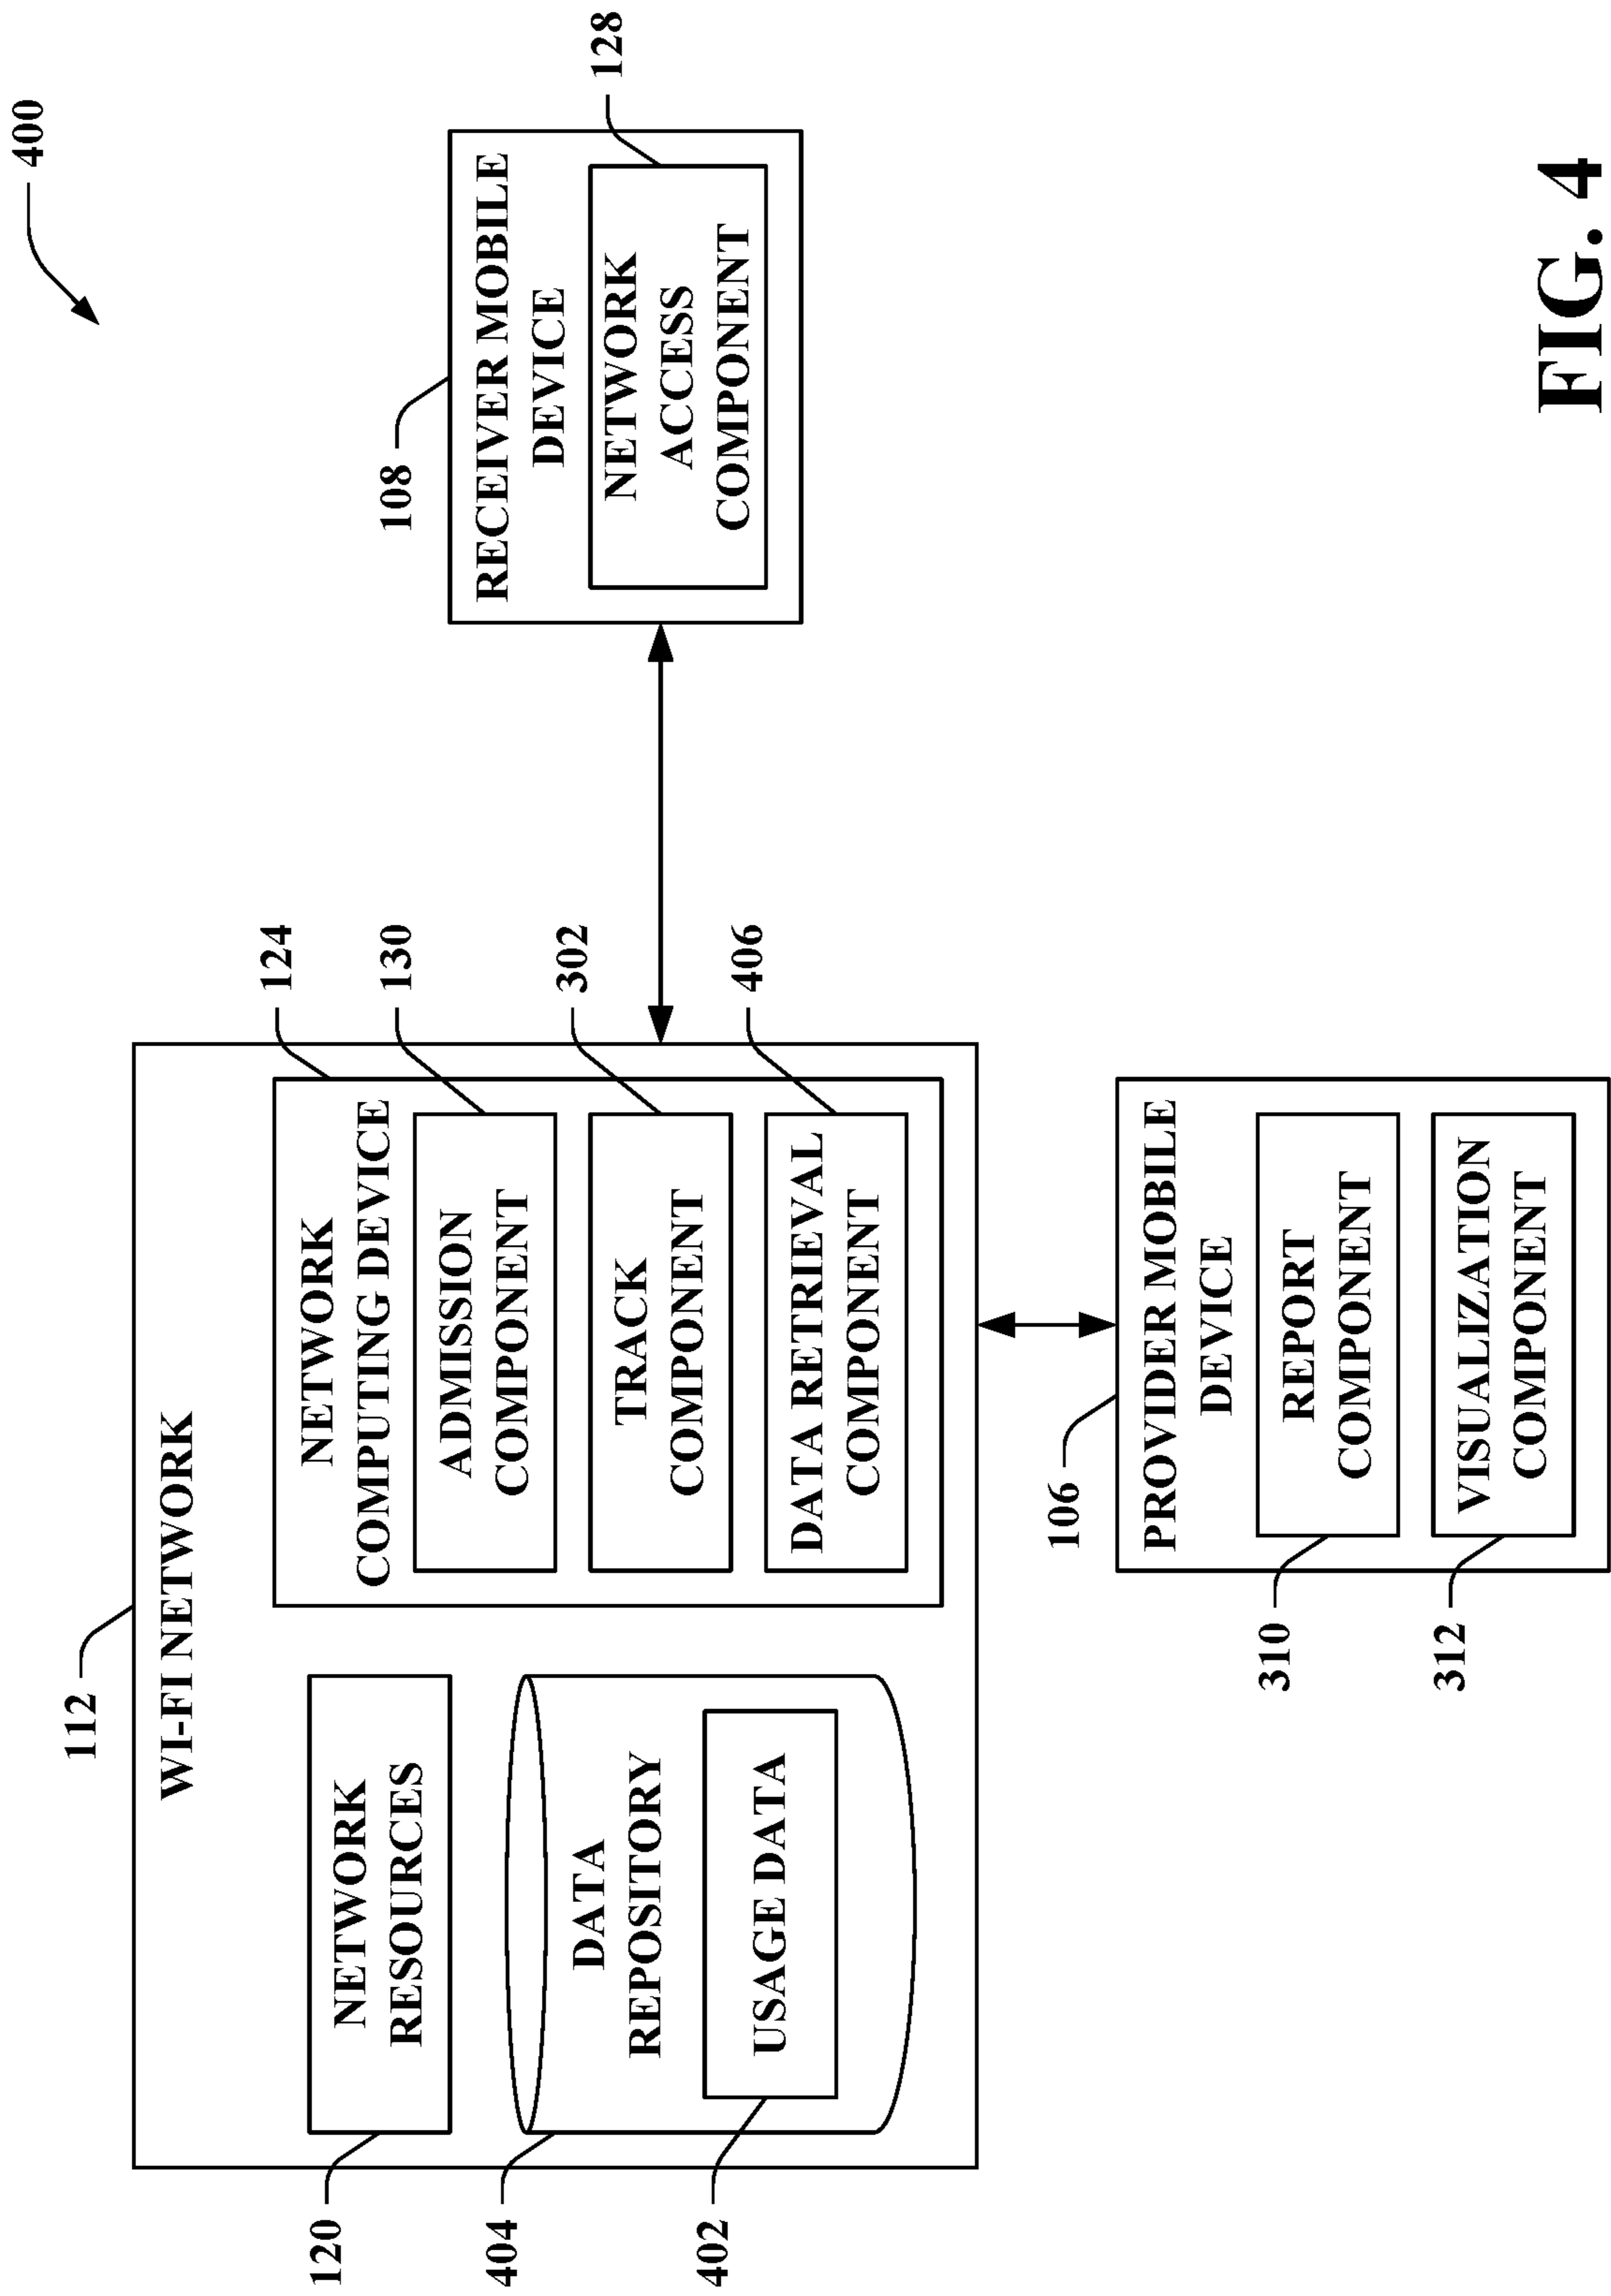 400
112
WI-FI NETWORK
124
NETWORK
COMPUTING DEVICE
120
NETWORK
RESOURCES
130
ADMISSION
COMPONENT
108
RECEIVER MOBILE
DEVICE
404
DATA
REPOSITORY
302
TRACK
COMPONENT
128
NETWORK
ACCESS
COMPONENT
402
USAGE DATA
406
DATA RETRIEVAL
COMPONENT
106
PROVIDER MOBILE
DEVICE
310
REPORT
COMPONENT
312
VISUALIZATION
COMPONENT
FIG. 4